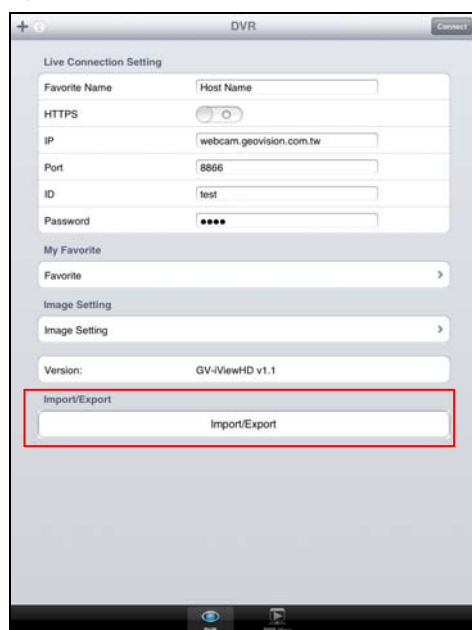 +
DVR
Connect
Live Connection Setting
Favorite Name Host Name
HTTPS
IP webcam.geovision.com.tw
Port 8866
ID test
Password ●●●●
My Favorite
Favorite >
Image Setting
Image Setting >
Version: GV-iViewHD v1.1
Import/Export
Import/Export